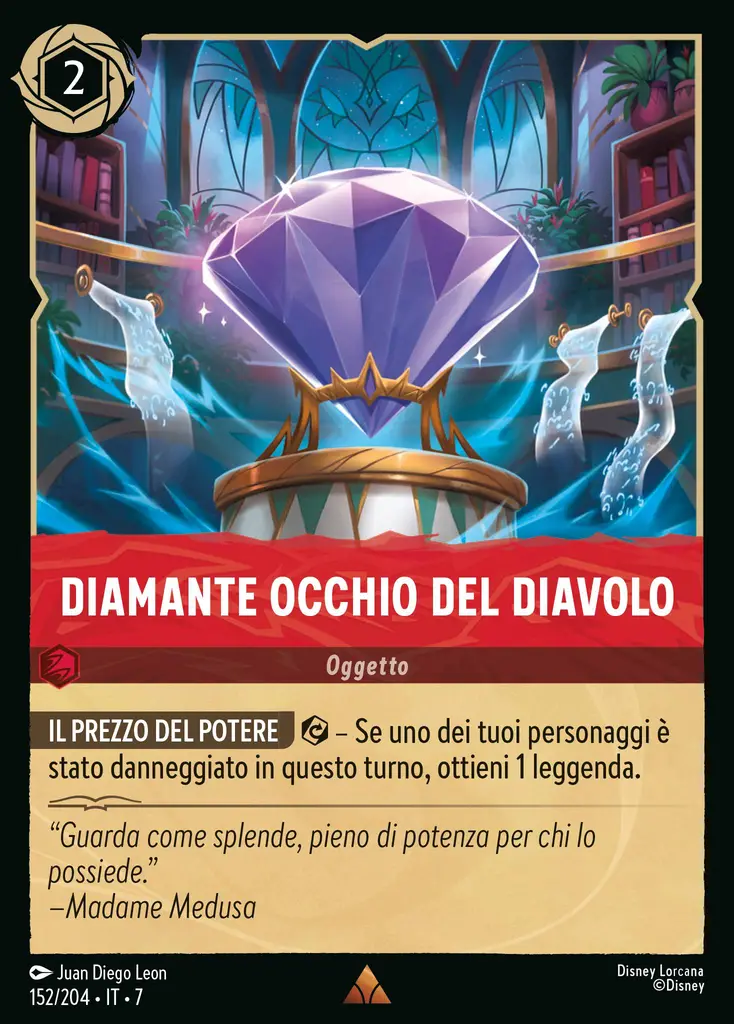 2
DIAMANTE OCCHIO DEL DIAVOLO
Oggetto
IL PREZZO DEL POTERE – Se uno dei tuoi personaggi è
stato danneggiato in questo turno, ottieni 1 leggenda.
“Guarda come splende, pieno di potenza per chi lo
possiede.”
–Madame Medusa
Juan Diego Leon
152/204 • IT • 7
Disney Lorcana
©Disney